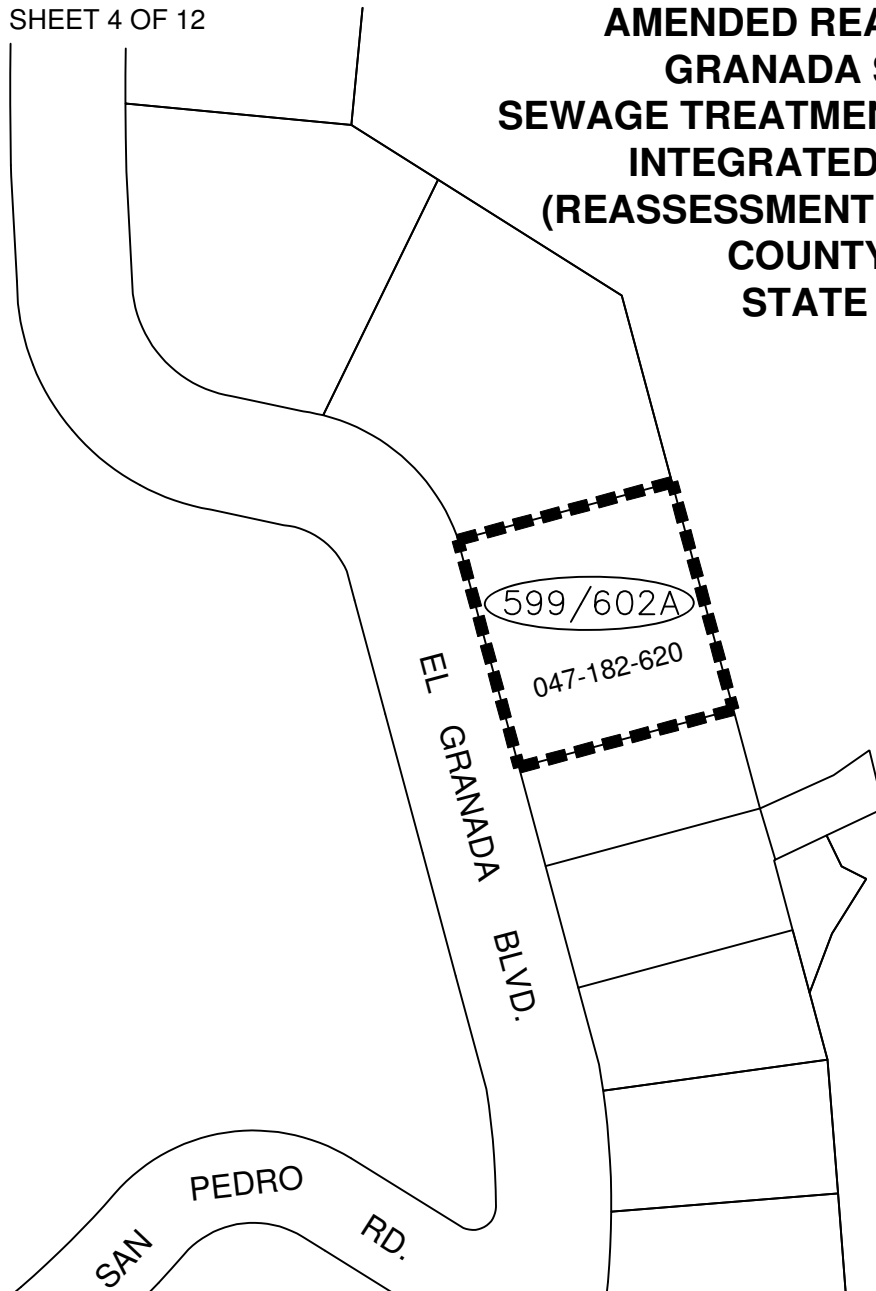 SHEET 4 OF 12
AMENDED REA
GRANADA
SEWAGE TREATMEN
INTEGRATED
(REASSESSMENT
COUNTY
STATE
599/602A
047-182-620
EL GRANADA BLVD.
SAN PEDRO RD.